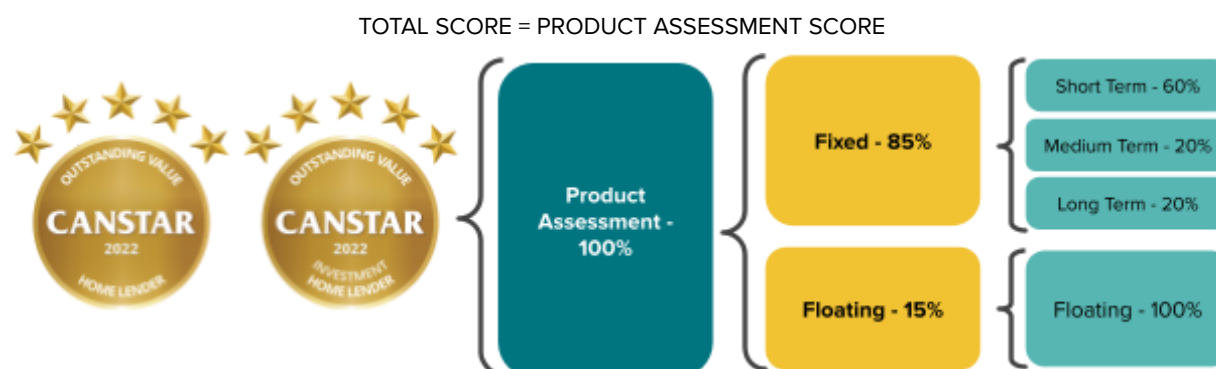 TOTAL SCORE = PRODUCT ASSESSMENT SCORE
OUTSTANDING VALUE
CANSTAR
2022
HOME LENDER
OUTSTANDING VALUE
CANSTAR
2022
INVESTMENT
HOME LENDER
Product
Assessment -
100%
Fixed - 85%
Short Term - 60%
Medium Term - 20%
Long Term - 20%
Floating - 15%
Floating - 100%